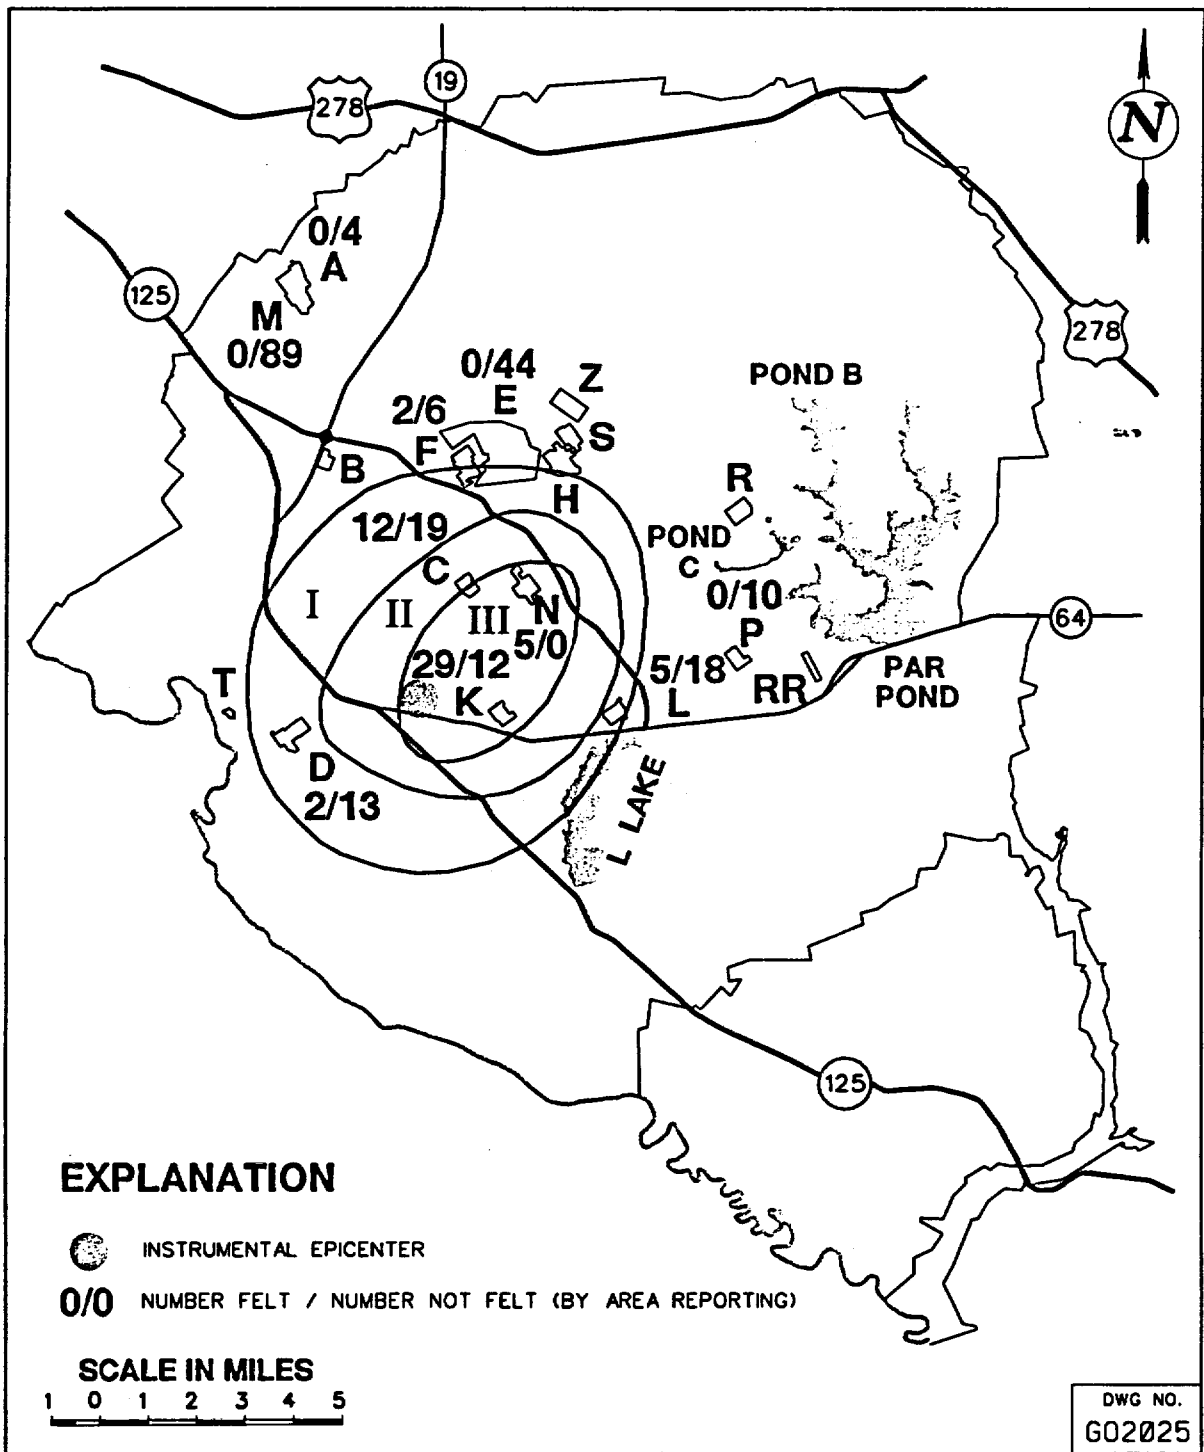 19
278
N
0/4
A
125
M
0/89
278
0/44
E
Z
POND B
2/6
F
S
B
R
H
12/19
POND
C
C
0/10
I
II
III
N
5/0
P
64
29/12
5/18
T
K
L
RR
PAR
POND
D
2/13
L LAKE
125
EXPLANATION
INSTRUMENTAL EPICENTER
0/0 NUMBER FELT / NUMBER NOT FELT (BY AREA REPORTING)
SCALE IN MILES
1 0 1 2 3 4 5
DWG NO.
GO2025